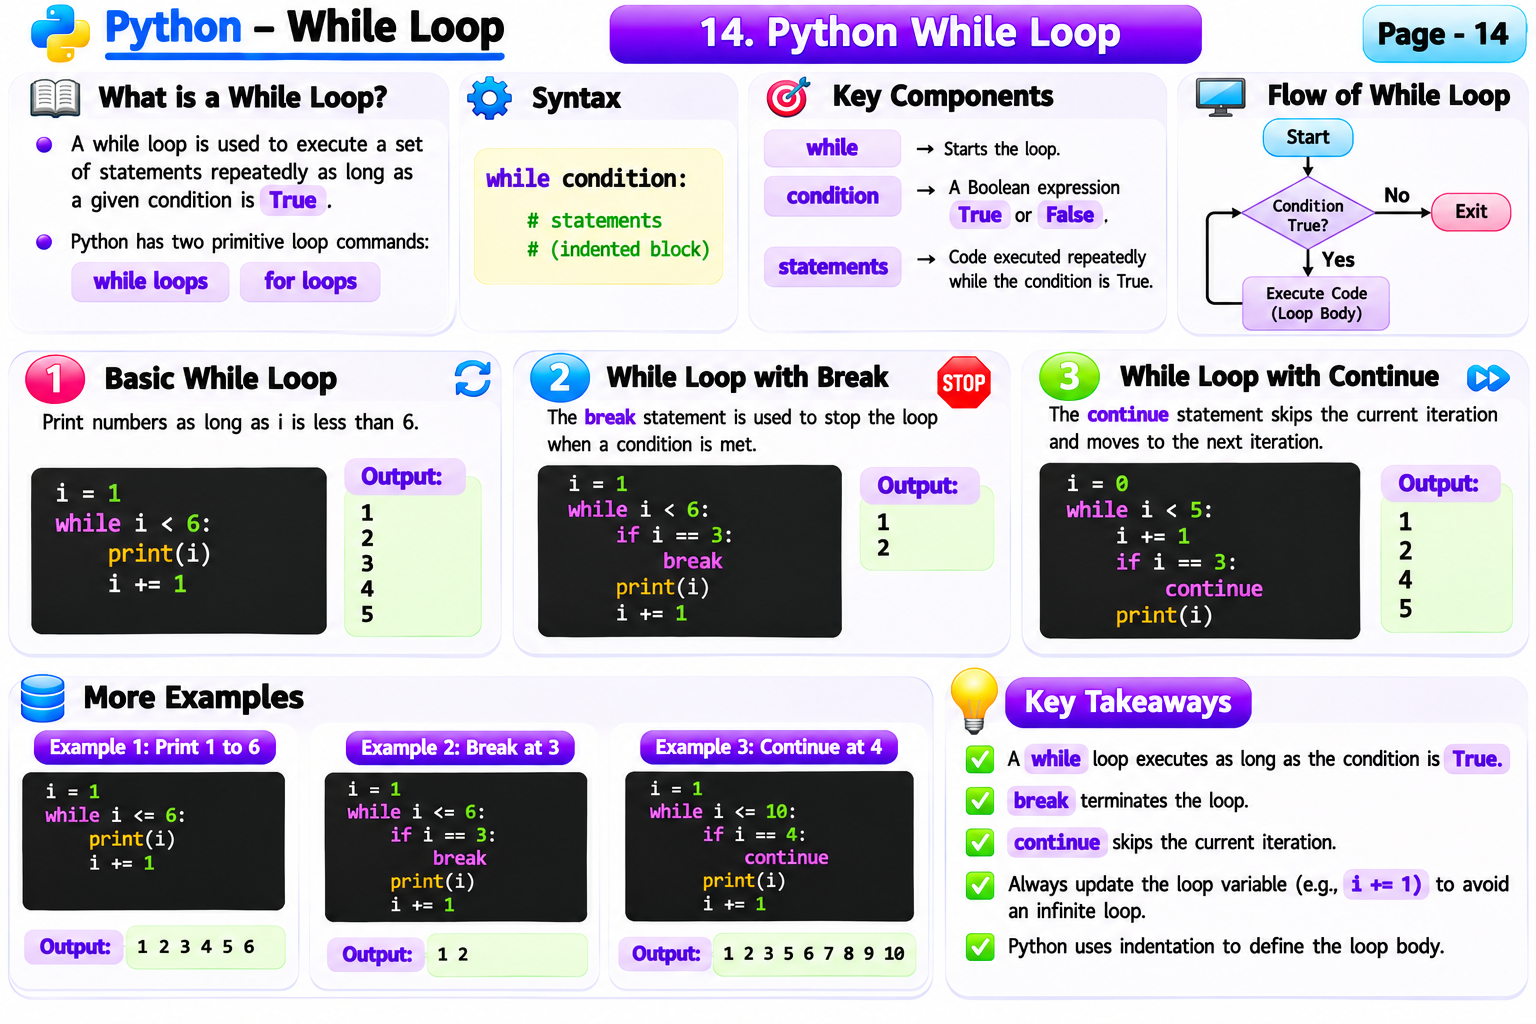 Python – While Loop
14. Python While Loop
Page - 14
What is a While Loop?
A while loop is used to execute a set
of statements repeatedly as long as
a given condition is True .
Python has two primitive loop commands:
while loops for loops
Syntax
while condition:
# statements
# (indented block)
Key Components
while → Starts the loop.
condition → A Boolean expression
True or False .
statements → Code executed repeatedly
while the condition is True.
Flow of While Loop
Start
Condition
True?
No
Exit
Yes
Execute Code
(Loop Body)
1 Basic While Loop
Print numbers as long as i is less than 6.
i = 1
while i < 6:
    print(i)
    i += 1
Output:
1
2
3
4
5
2 While Loop with Break
STOP
The break statement is used to stop the loop
when a condition is met.
i = 1
while i < 6:
    if i == 3:
        break
    print(i)
    i += 1
Output:
1
2
3 While Loop with Continue
The continue statement skips the current iteration
and moves to the next iteration.
i = 0
while i < 5:
    i += 1
    if i == 3:
        continue
    print(i)
Output:
1
2
4
5
More Examples
Example 1: Print 1 to 6
i = 1
while i <= 6:
    print(i)
    i += 1
Output: 1 2 3 4 5 6
Example 2: Break at 3
i = 1
while i <= 6:
    if i == 3:
        break
    print(i)
    i += 1
Output: 1 2
Example 3: Continue at 4
i = 1
while i <= 10:
    if i == 4:
        continue
    print(i)
    i += 1
Output: 1 2 3 5 6 7 8 9 10
Key Takeaways
A while loop executes as long as the condition is True.
break terminates the loop.
continue skips the current iteration.
Always update the loop variable (e.g., i += 1) to avoid
an infinite loop.
Python uses indentation to define the loop body.